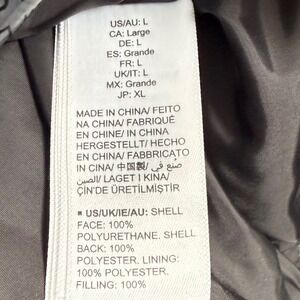 US/AU: L
CA: Large
DE: L
ES: Grande
FR: L
UK/IT: L
MX: Grande
JP: XL
MADE IN CHINA/ FEITO
NA CHINA/ FABRIQUÉ
EN CHINE/ IN CHINA
HERGESTELLT/ HECHO
EN CHINA/ FABBRICATO
IN CINA/ 中国製/ صنع في
الصين/ LAGET I KINA/
ÇİN'DE ÜRETİLMİŞTİR
■ US/UK/IE/AU: SHELL
FACE: 100%
POLYURETHANE. SHELL
BACK: 100%
POLYESTER. LINING:
100% POLYESTER.
FILLING: 100%